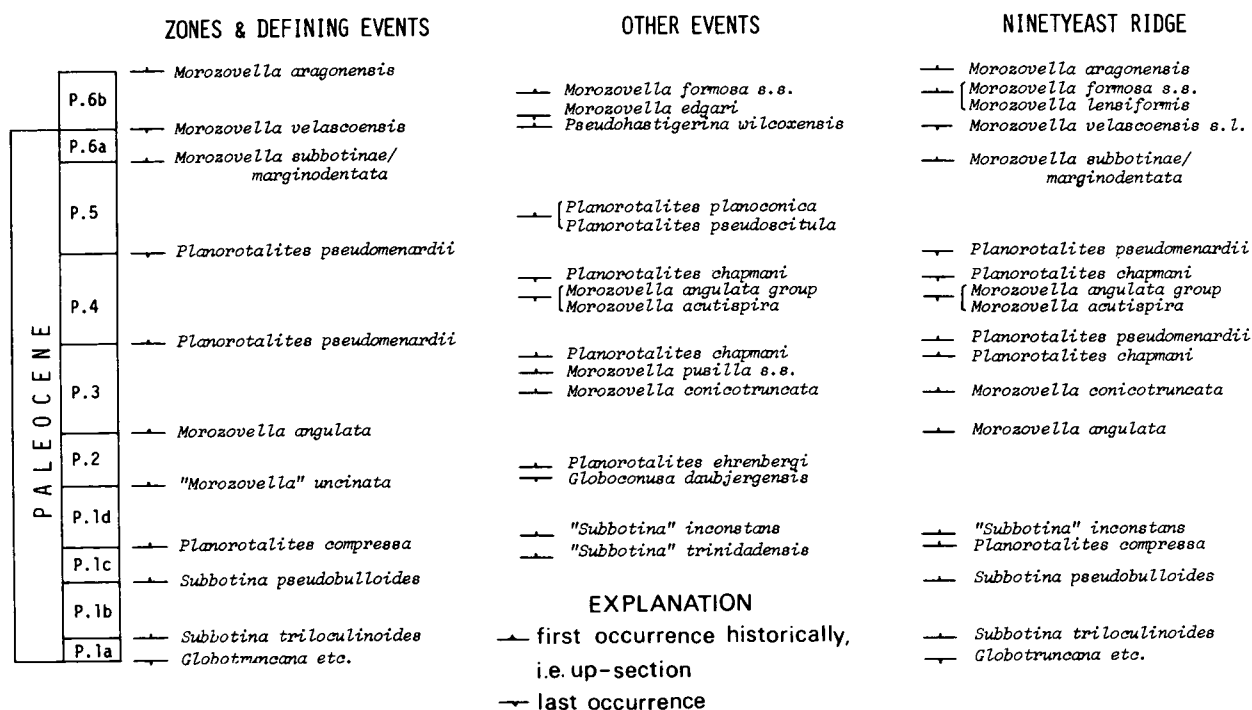 ZONES & DEFINING EVENTS
Morozovella aragonensis
Morozovella velascoensis
Morozovella subbotinae/
marginodentata
Planorotalites pseudomenardii
Planorotalites pseudomenardii
Morozovella angulata
"Morozovella" uncinata
Planorotalites compressa
Subbotina pseudobulloides
Subbotina triloculinoides
Globotruncana etc.
PALEOCENE
P.6b
P.6a
P.5
P.4
P.3
P.2
P.1d
P.1c
P.1b
P.1a
OTHER EVENTS
Morozovella formosa s.s.
Morozovella edgari
Pseudohastigerina wilcoxensis
Planorotalites planoconica
Planorotalites pseudoscitula
Planorotalites chapmani
Morozovella angulata group
Morozovella acutispira
Planorotalites chapmani
Morozovella pusilla s.s.
Morozovella conicotruncata
Planorotalites ehrenbergi
Globoconusa daubjergensis
"Subbotina" inconstans
"Subbotina" trinidadensis
EXPLANATION
first occurrence historically,
i.e. up-section
last occurrence
NINETYEAST RIDGE
Morozovella aragonensis
Morozovella formosa s.s.
Morozovella lensiformis
Morozovella velascoensis s.l.
Morozovella subbotinae/
marginodentata
Planorotalites pseudomenardii
Planorotalites chapmani
Morozovella angulata group
Morozovella acutispira
Planorotalites pseudomenardii
Planorotalites chapmani
Morozovella conicotruncata
Morozovella angulata
"Subbotina" inconstans
Planorotalites compressa
Subbotina pseudobulloides
Subbotina triloculinoides
Globotruncana etc.